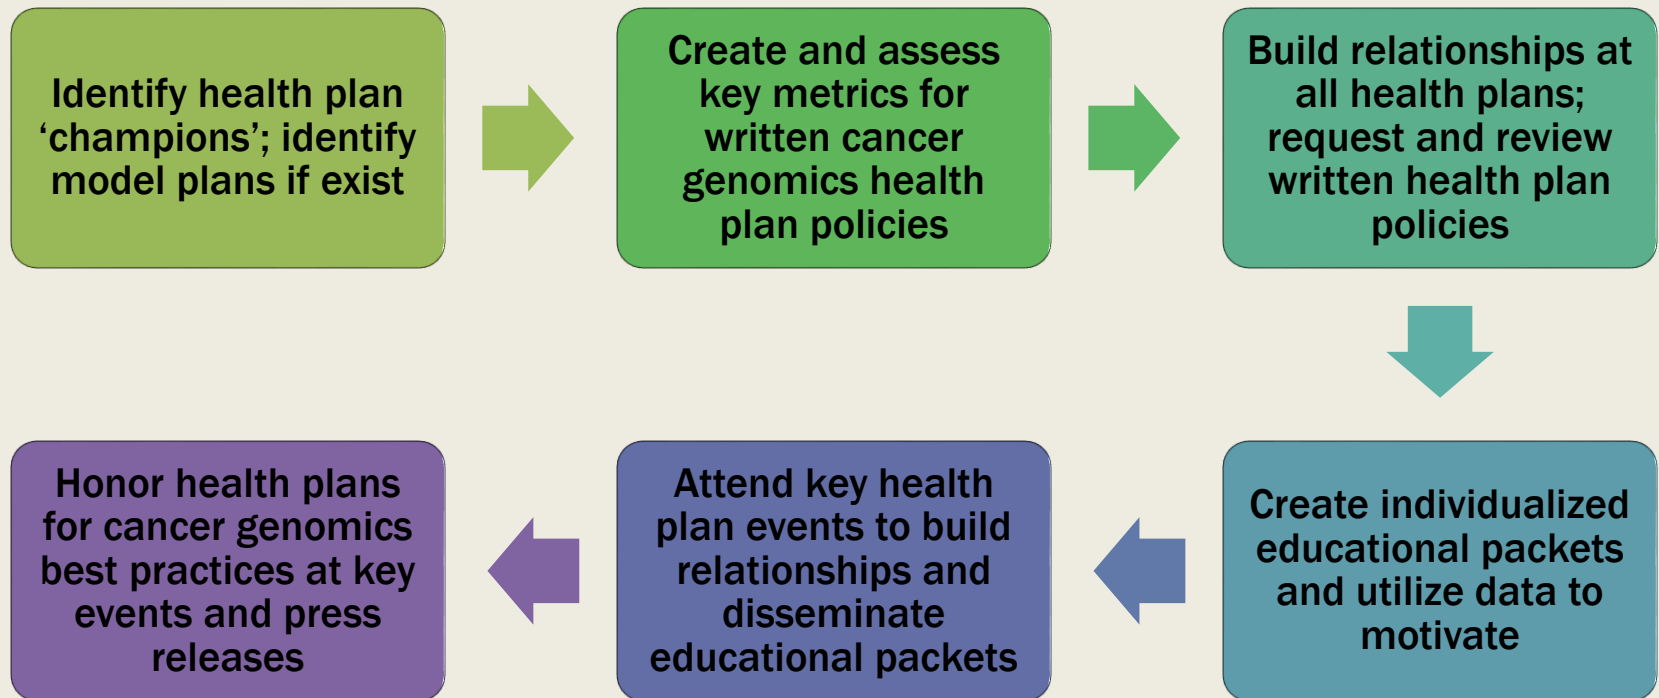 Identify health plan
‘champions’; identify
model plans if exist
Create and assess
key metrics for
written cancer
genomics health
plan policies
Build relationships at
all health plans;
request and review
written health plan
policies
Create individualized
educational packets
and utilize data to
motivate
Attend key health
plan events to build
relationships and
disseminate
educational packets
Honor health plans
for cancer genomics
best practices at key
events and press
releases